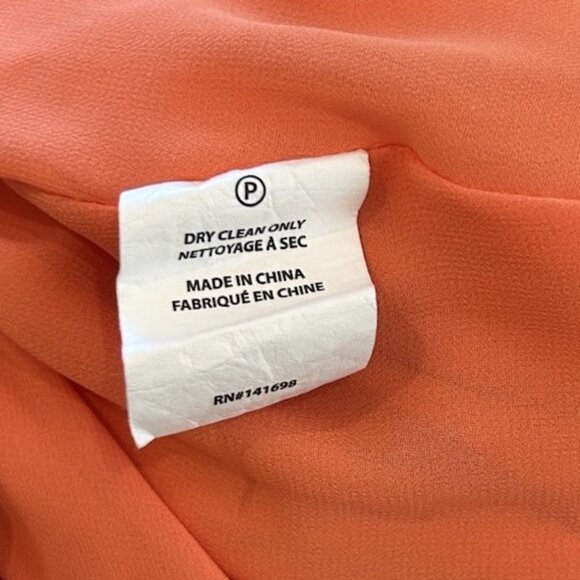 P
DRY CLEAN ONLY
NETTOYAGE À SEC
MADE IN CHINA
FABRIQUÉ EN CHINE
RN#141698